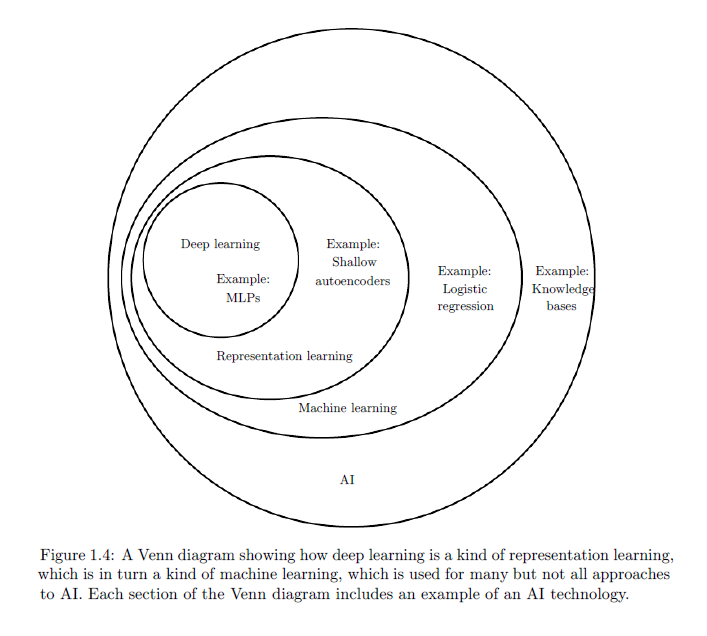 Deep learning
Example:
MLPs
Example:
Shallow
autoencoders
Example:
Logistic
regression
Example:
Knowledge
bases
Representation learning
Machine learning
AI
Figure 1.4: A Venn diagram showing how deep learning is a kind of representation learning,
which is in turn a kind of machine learning, which is used for many but not all approaches
to AI. Each section of the Venn diagram includes an example of an AI technology.